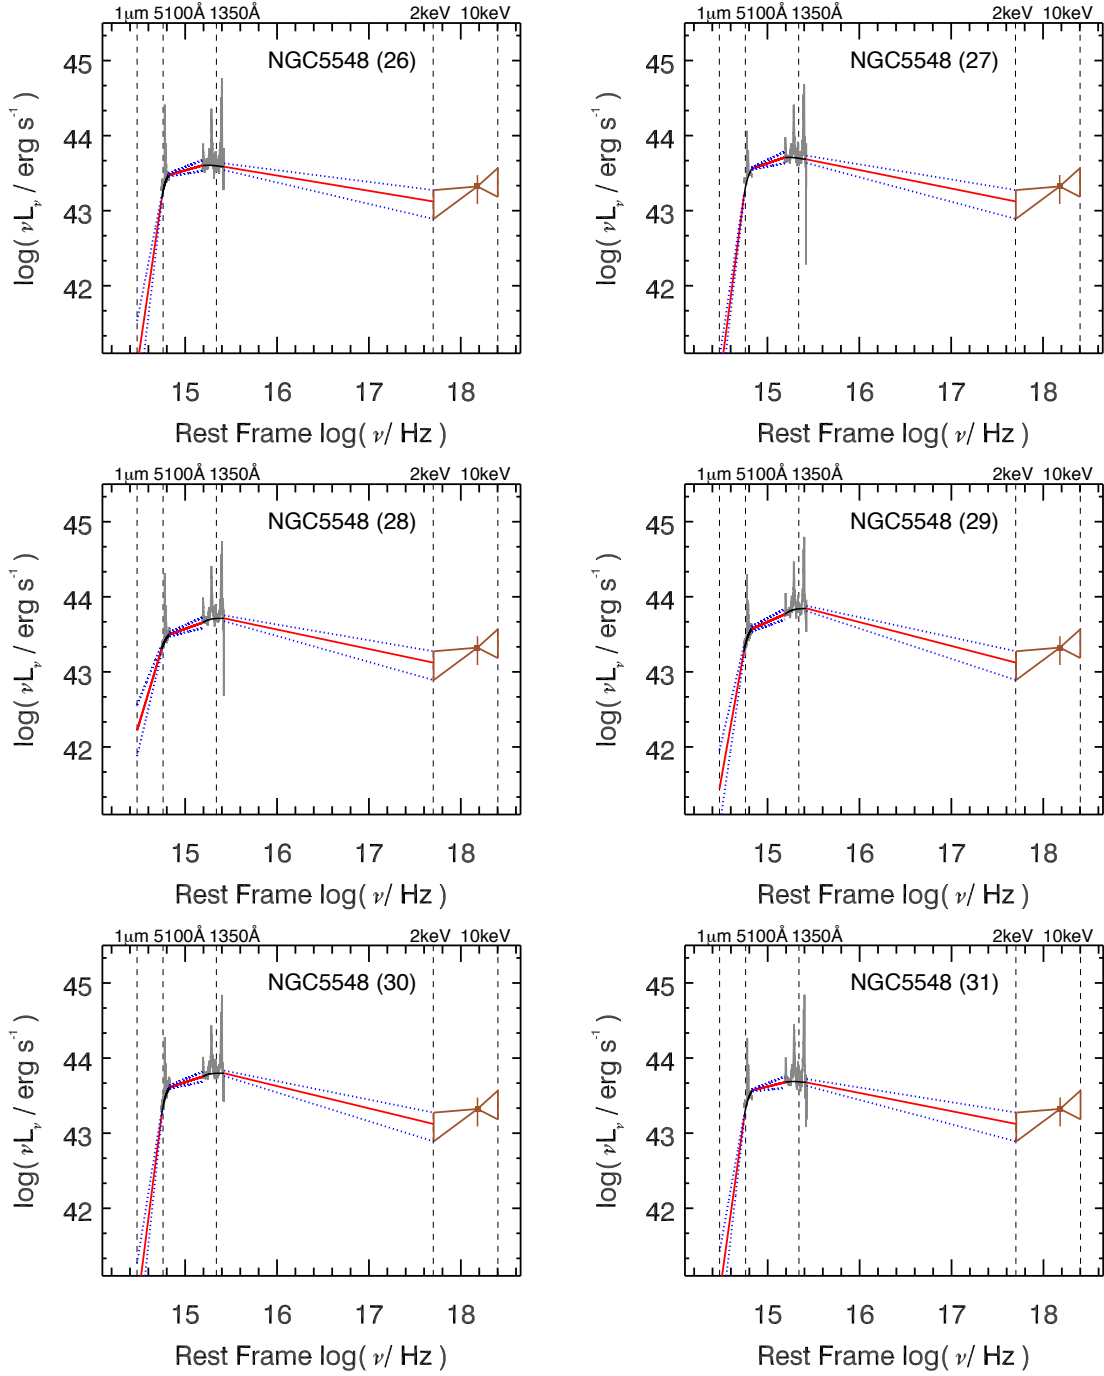 1μm 5100Å 1350Å 2keV 10keV
NGC5548 (26)
log( νLν / erg s⁻¹ )
45
44
43
42
15 16 17 18
Rest Frame log( ν/ Hz )
1μm 5100Å 1350Å 2keV 10keV
NGC5548 (27)
log( νLν / erg s⁻¹ )
45
44
43
42
15 16 17 18
Rest Frame log( ν/ Hz )
1μm 5100Å 1350Å 2keV 10keV
NGC5548 (28)
log( νLν / erg s⁻¹ )
45
44
43
42
15 16 17 18
Rest Frame log( ν/ Hz )
1μm 5100Å 1350Å 2keV 10keV
NGC5548 (29)
log( νLν / erg s⁻¹ )
45
44
43
42
15 16 17 18
Rest Frame log( ν/ Hz )
1μm 5100Å 1350Å 2keV 10keV
NGC5548 (30)
log( νLν / erg s⁻¹ )
45
44
43
42
15 16 17 18
Rest Frame log( ν/ Hz )
1μm 5100Å 1350Å 2keV 10keV
NGC5548 (31)
log( νLν / erg s⁻¹ )
45
44
43
42
15 16 17 18
Rest Frame log( ν/ Hz )